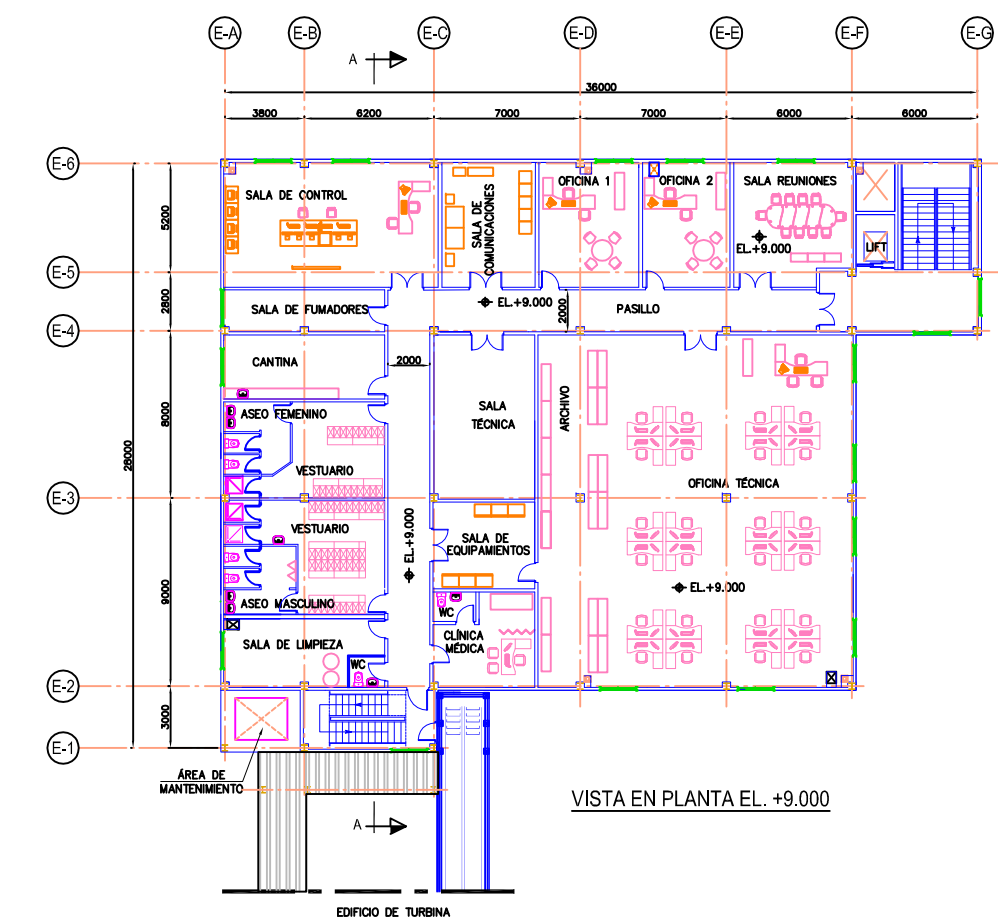 E-A E-B E-C E-D E-E E-F E-G
A
36000
3800 6200 7000 7000 6000 6000
E-6
E-5
E-4
E-3
E-2
E-1
28000
5200
2800
8000
9000
3000
SALA DE CONTROL
SALA DE
COMUNICACIONES
OFICINA 1
OFICINA 2
SALA REUNIONES
EL.+9.000
LIFT
SALA DE FUMADORES
EL.+9.000
2000
PASILLO
CANTINA
2000
ASEO FEMENINO
VESTUARIO
SALA
TÉCNICA
ARCHIVO
OFICINA TÉCNICA
VESTUARIO
EL.+9.000
SALA DE
EQUIPAMIENTOS
EL.+9.000
ASEO MASCULINO
WC
CLÍNICA
MÉDICA
SALA DE LIMPIEZA
WC
ÁREA DE
MANTENIMIENTO
VISTA EN PLANTA EL. +9.000
A
EDIFICIO DE TURBINA